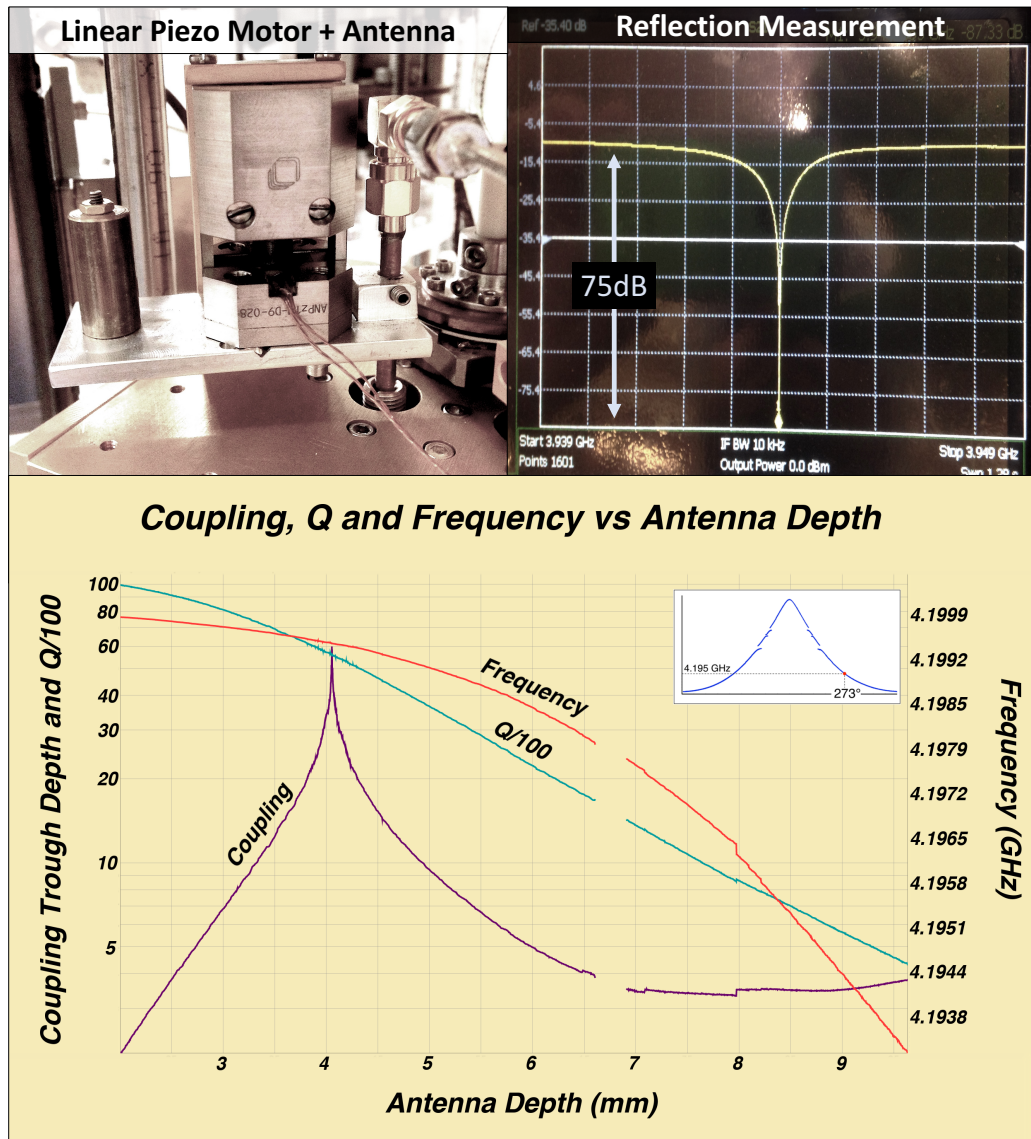 Linear Piezo Motor + Antenna
ANPz
-D9-028
Reflection Measurement
Ref -35.40 dB
GHz -87.33 dB
4.6
-5.4
-15.4
-25.4
-35.4
-45.4
-55.4
-65.4
-75.4
75dB
Start 3.939 GHz
IF BW 10 kHz
Stop 3.949 GHz
Points 1601
Output Power 0.0 dBm
Coupling, Q and Frequency vs Antenna Depth
Coupling Trough Depth and Q/100
100
80
60
40
30
20
10
5
Frequency
Q/100
Coupling
4.195 GHz
273°
4.1999
4.1992
4.1985
4.1979
4.1972
4.1965
4.1958
4.1951
4.1944
4.1938
Frequency (GHz)
3 4 5 6 7 8 9
Antenna Depth (mm)